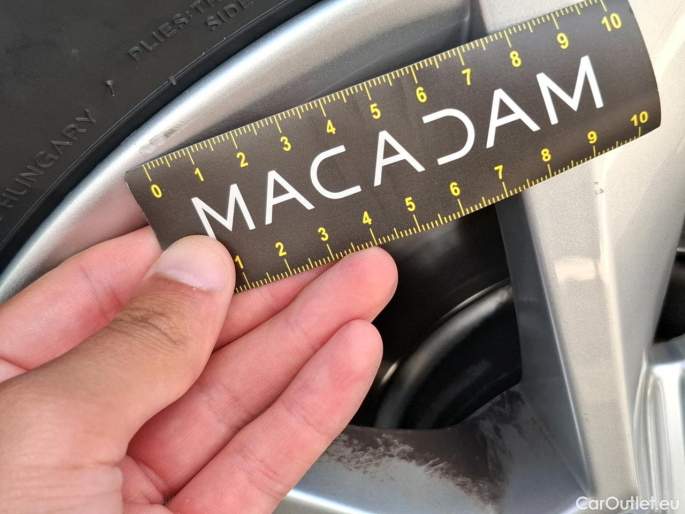 PLIES: T
SIDE
HUNGARY
0 1 2 3 4 5 6 7 8 9 10
MACADAM
1 2 3 4 5 6 7 8 9 10
CarOutlet.eu